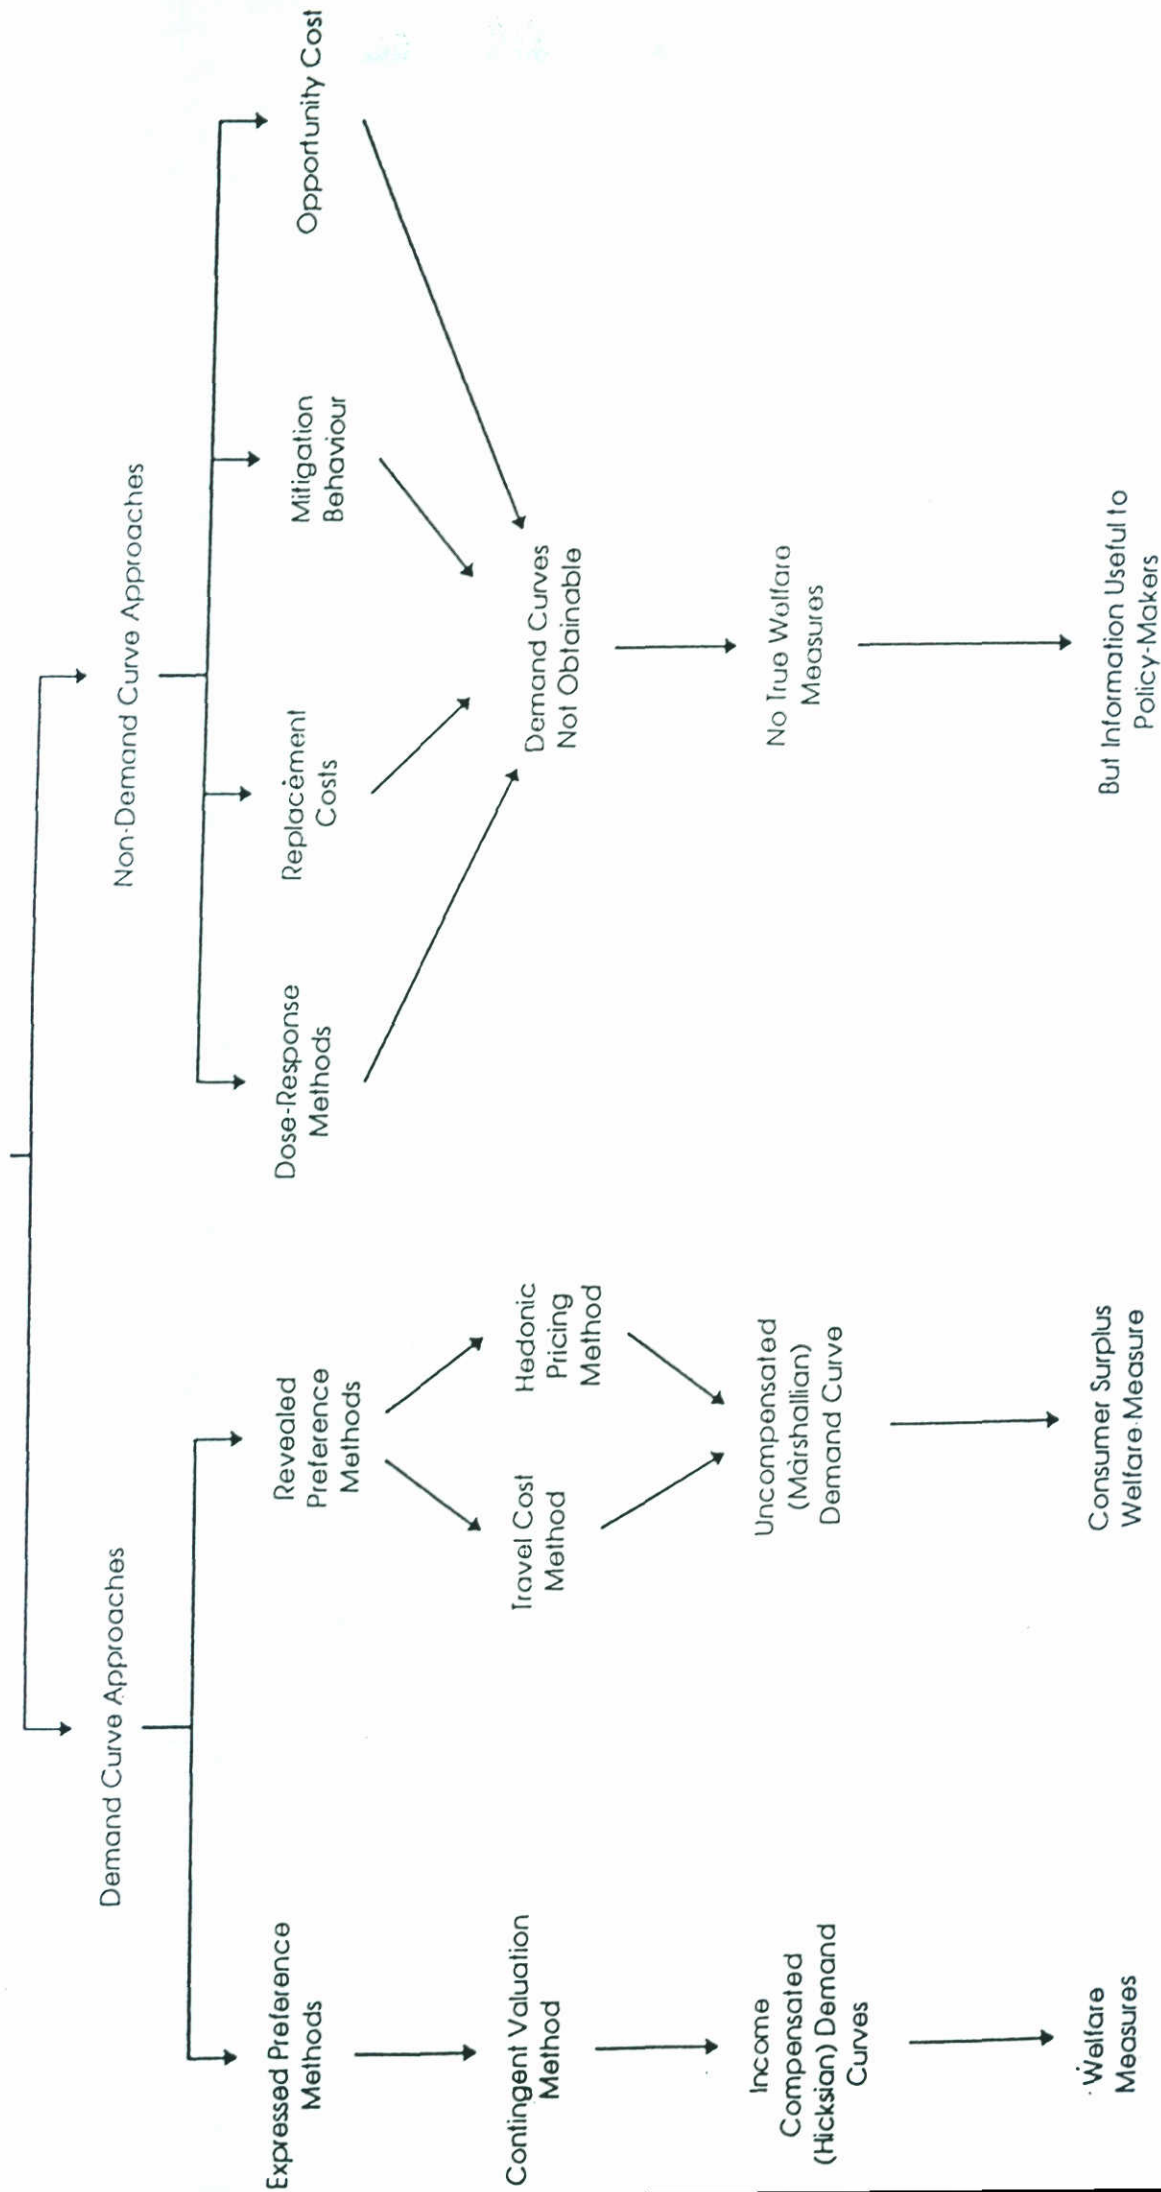 Demand Curve Approaches
Non-Demand Curve Approaches
Expressed Preference
Methods
Revealed
Preference
Methods
Dose-Response
Methods
Replacement
Costs
Mitigation
Behaviour
Opportunity Cost
Contingent Valuation
Method
Travel Cost
Method
Hedonic
Pricing
Method
Demand Curves
Not Obtainable
Income
Compensated
(Hicksian) Demand
Curves
Uncompensated
(Marshallian)
Demand Curve
No True Welfare
Measures
Welfare
Measures
Consumer Surplus
Welfare Measure
But Information Useful to
Policy-Makers